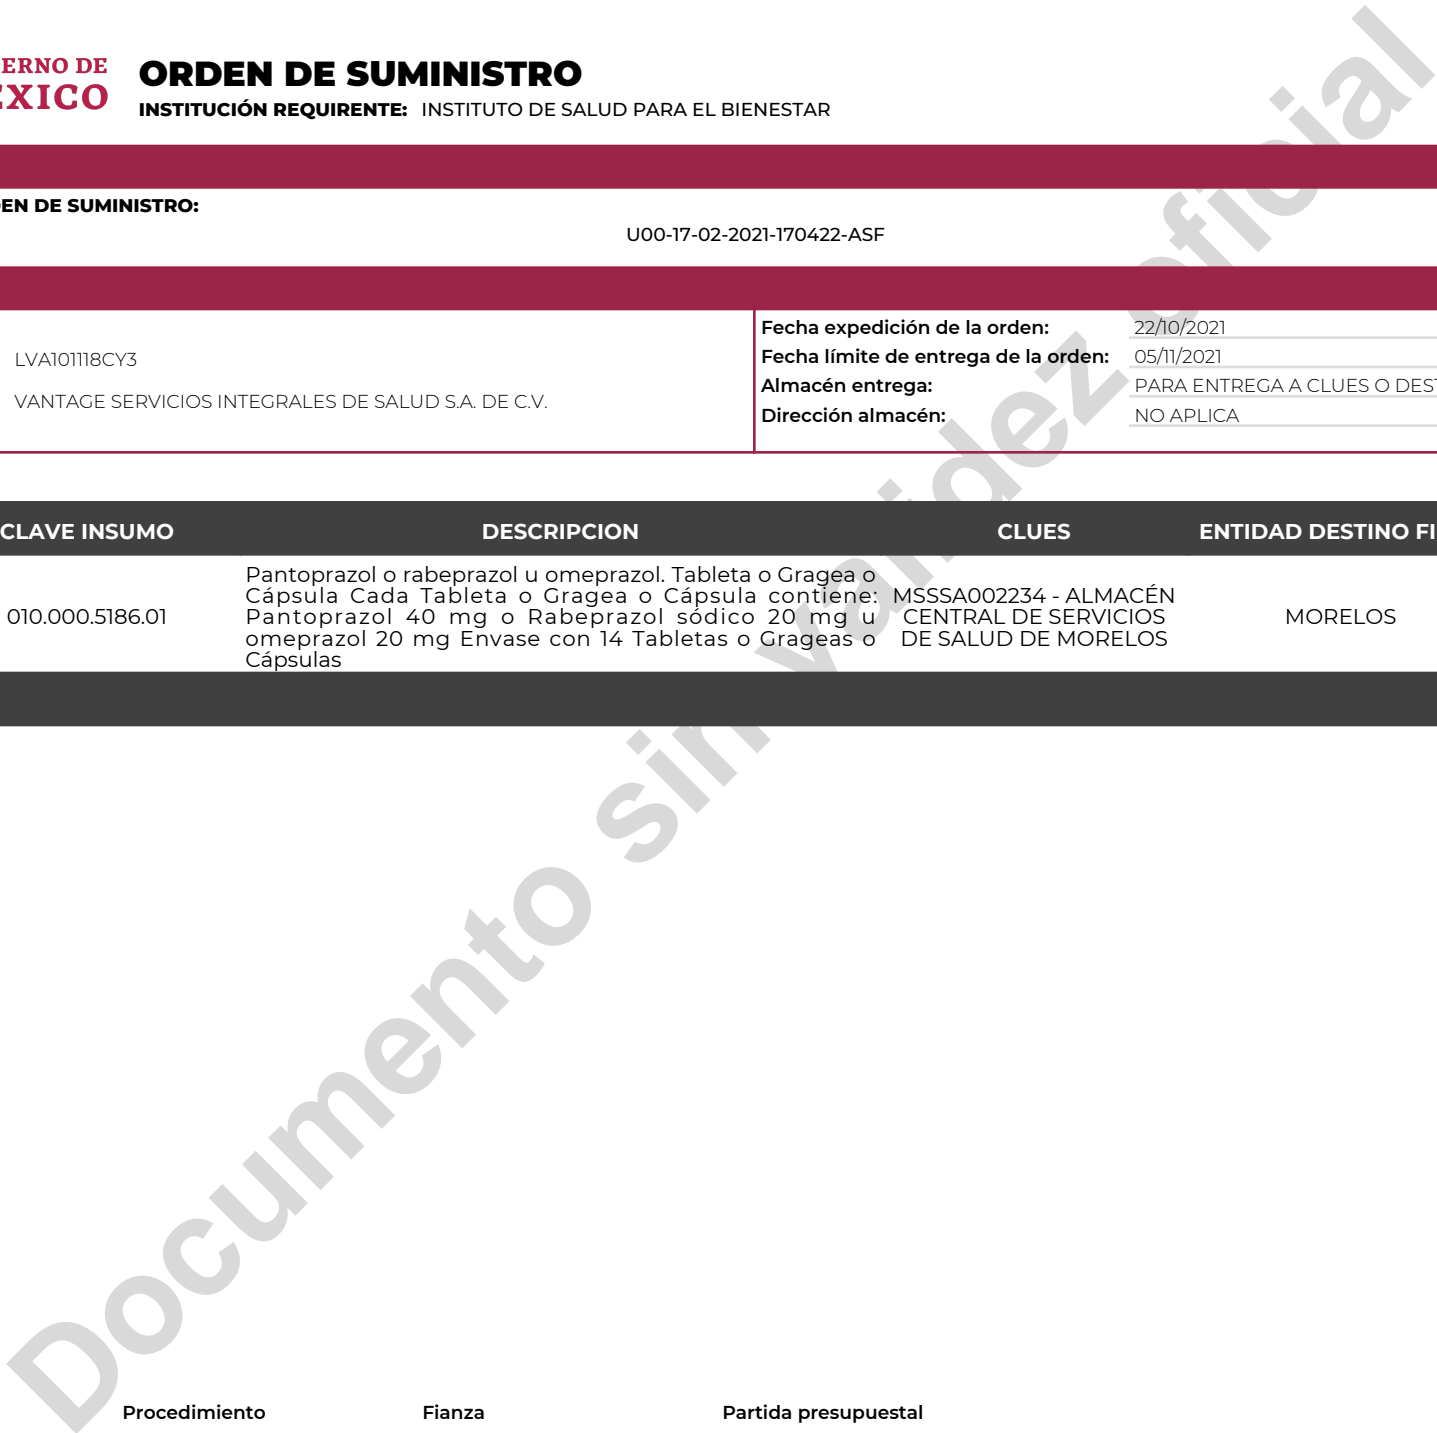 ERNO DE
EXICO
ORDEN DE SUMINISTRO
INSTITUCIÓN REQUIRENTE: INSTITUTO DE SALUD PARA EL BIENESTAR
EN DE SUMINISTRO:
U00-17-02-2021-170422-ASF
LVA101118CY3
VANTAGE SERVICIOS INTEGRALES DE SALUD S.A. DE C.V.
Fecha expedición de la orden: 22/10/2021
Fecha límite de entrega de la orden: 05/11/2021
Almacén entrega: PARA ENTREGA A CLUES O DEST
Dirección almacén: NO APLICA
CLAVE INSUMO DESCRIPCION CLUES ENTIDAD DESTINO FI
010.000.5186.01
Pantoprazol o rabeprazol u omeprazol. Tableta o Gragea o
Cápsula Cada Tableta o Gragea o Cápsula contiene:
Pantoprazol 40 mg o Rabeprazol sódico 20 mg u
omeprazol 20 mg Envase con 14 Tabletas o Grageas o
Cápsulas
MSSSA002234 - ALMACÉN
CENTRAL DE SERVICIOS
DE SALUD DE MORELOS
MORELOS
Documento sin validez oficial
Procedimiento Fianza Partida presupuestal